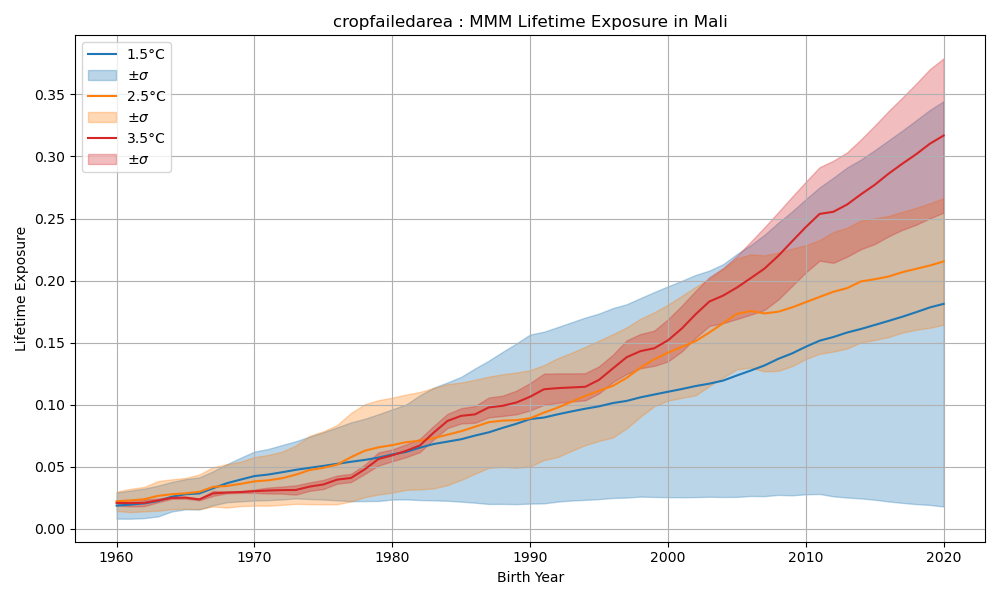 cropfailedarea : MMM Lifetime Exposure in Mali
1.5°C
±σ
2.5°C
±σ
3.5°C
±σ
0.35
0.30
0.25
0.20
0.15
0.10
0.05
0.00
Lifetime Exposure
1960 1970 1980 1990 2000 2010 2020
Birth Year